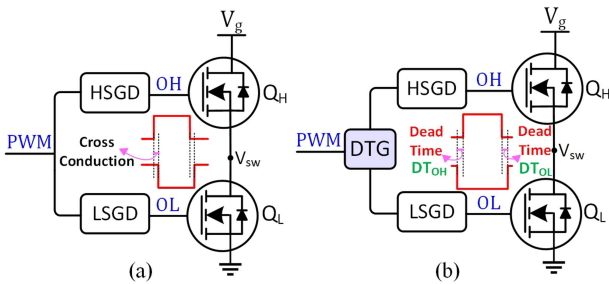 Vg
HSGD
OH
QH
PWM
Cross
Conduction
Vsw
LSGD
OL
QL
(a)
Vg
HSGD
OH
QH
PWM
DTG
Dead
Time
DTOH
Dead
Time
DTOL
Vsw
LSGD
OL
QL
(b)